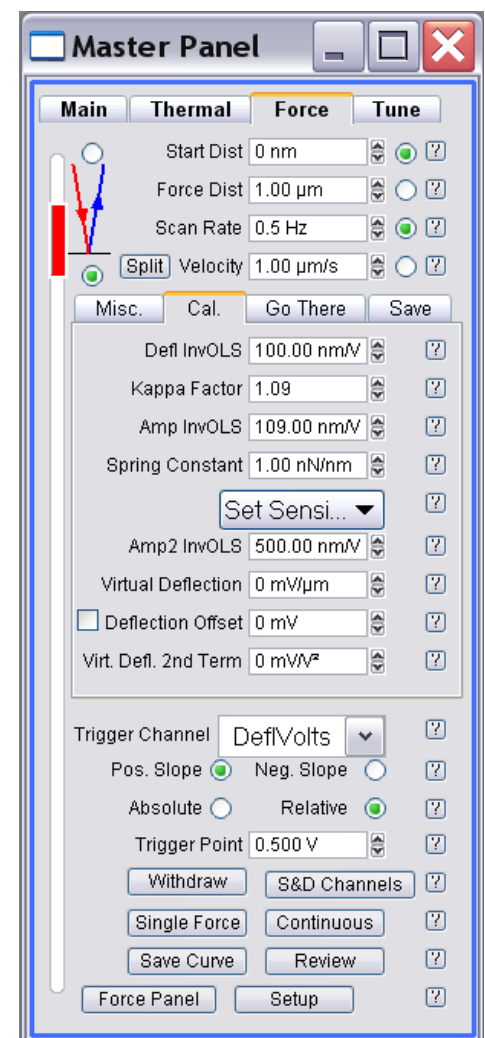 Master Panel
Main Thermal Force Tune
Start Dist 0 nm ?
Force Dist 1.00 µm ?
Scan Rate 0.5 Hz ?
Split Velocity 1.00 µm/s ?
Misc. Cal. Go There Save
Defl InvOLS 100.00 nm/V ?
Kappa Factor 1.09 ?
Amp InvOLS 109.00 nm/V ?
Spring Constant 1.00 nN/nm ?
Set Sensi... ?
Amp2 InvOLS 500.00 nm/V ?
Virtual Deflection 0 mV/µm ?
Deflection Offset 0 mV ?
Virt. Defl. 2nd Term 0 mV/V² ?
Trigger Channel DeflVolts ?
Pos. Slope Neg. Slope ?
Absolute Relative ?
Trigger Point 0.500 V ?
Withdraw S&D Channels ?
Single Force Continuous ?
Save Curve Review ?
Force Panel Setup ?